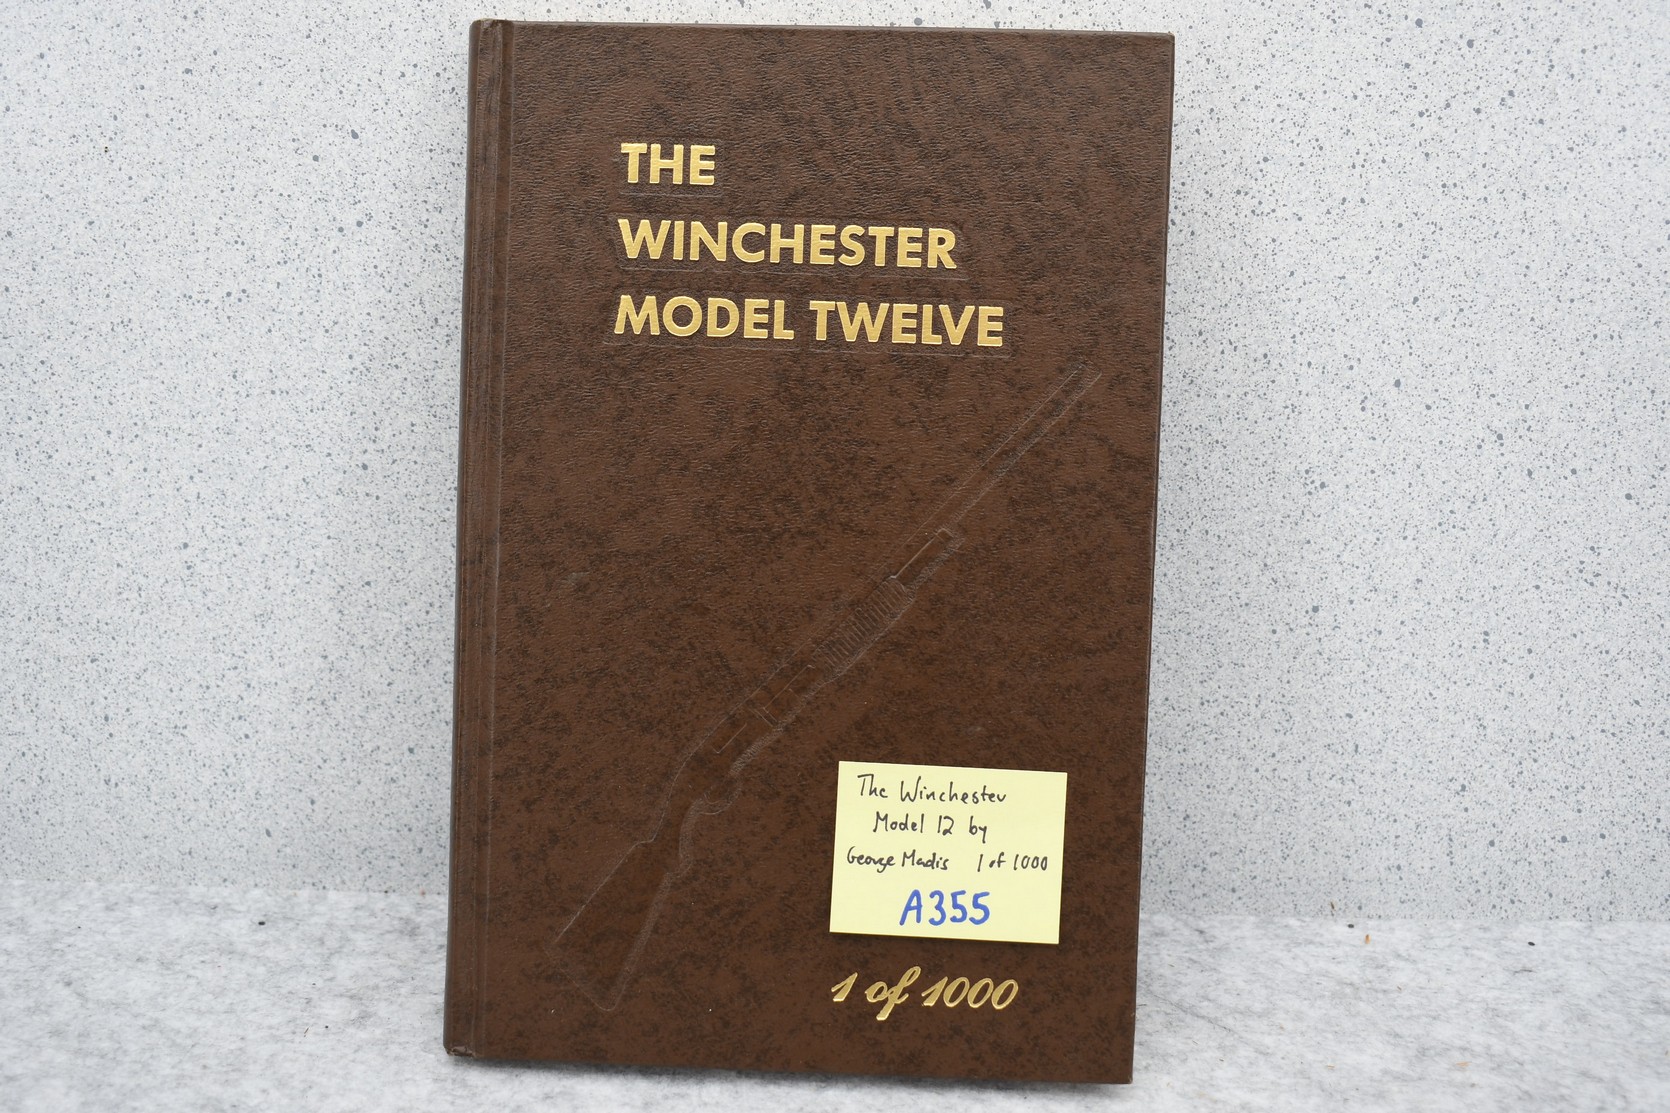 THE
WINCHESTER
MODEL TWELVE
The Winchester
Model 12 by
George Madis 1 of 1000
A355
1 of 1000